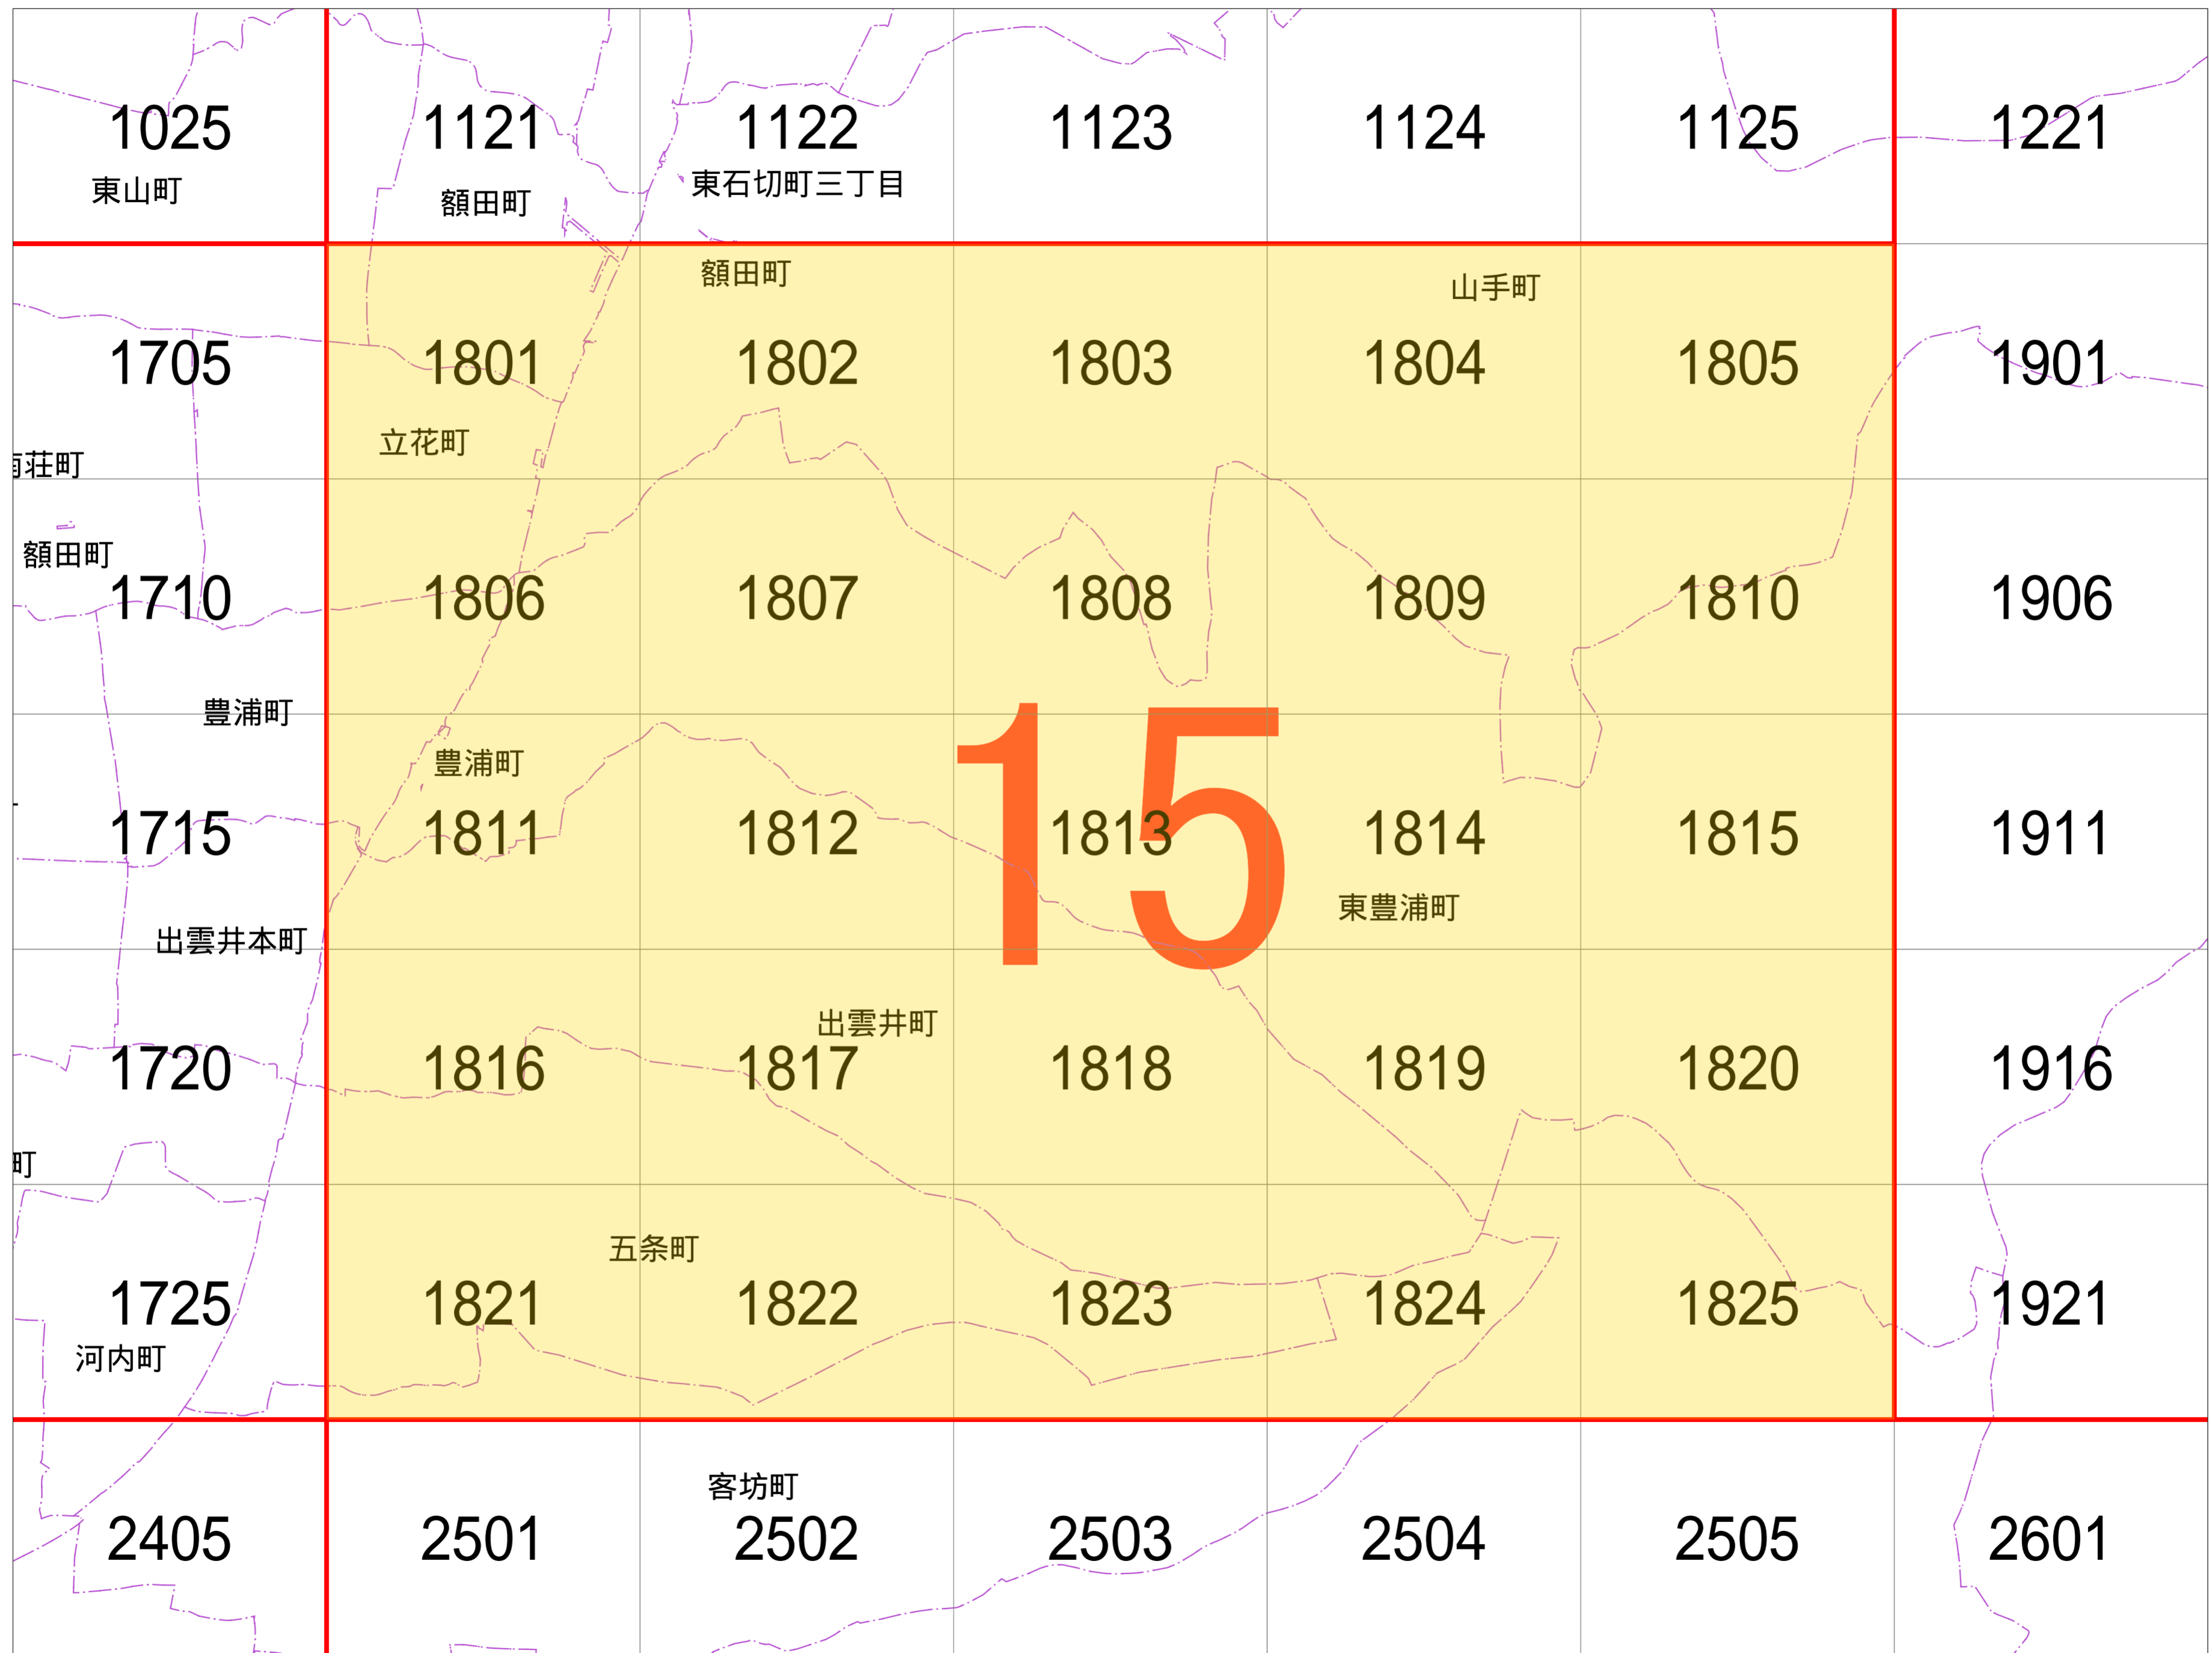 1025 1121 1122 1123 1124 1125 1221
東山町 額田町 東石切町三丁目
額田町 山手町
1705 1801 1802 1803 1804 1805 1901
立花町
荘町
額田町
1710 1806 1807 1808 1809 1810 1906
豊浦町
豊浦町
15
1715 1811 1812 1813 1814 1815 1911
東豊浦町
出雲井本町
出雲井町
1720 1816 1817 1818 1819 1820 1916
町
五条町
1725 1821 1822 1823 1824 1825 1921
河内町
客坊町
2405 2501 2502 2503 2504 2505 2601